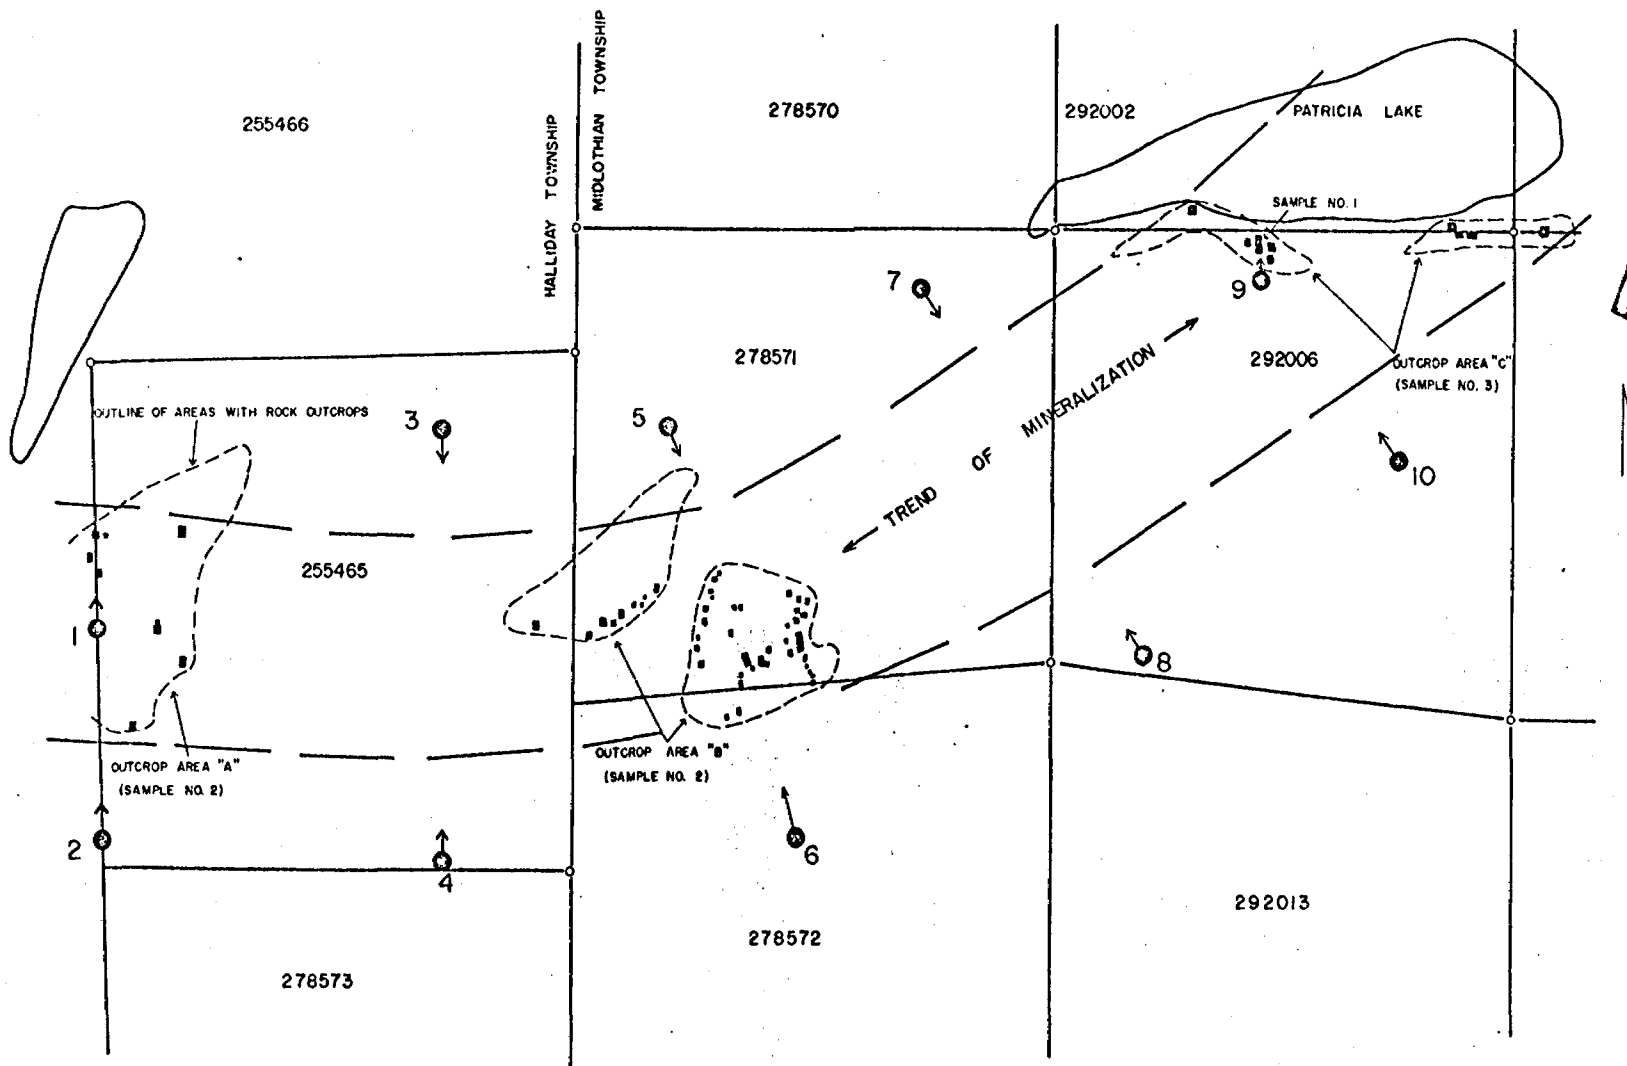 HALLIDAY TOWNSHIP
MIDLOTHIAN TOWNSHIP
255466
278570
292002
PATRICIA LAKE
SAMPLE NO. 1
7
9
278571
292006
OUTCROP AREA "C"
(SAMPLE NO. 3)
OUTLINE OF AREAS WITH ROCK OUTCROPS
3
5
TREND OF MINERALIZATION
10
255465
1
8
OUTCROP AREA "A"
(SAMPLE NO. 2)
OUTCROP AREA "B"
(SAMPLE NO. 2)
2
4
6
292013
278572
278573